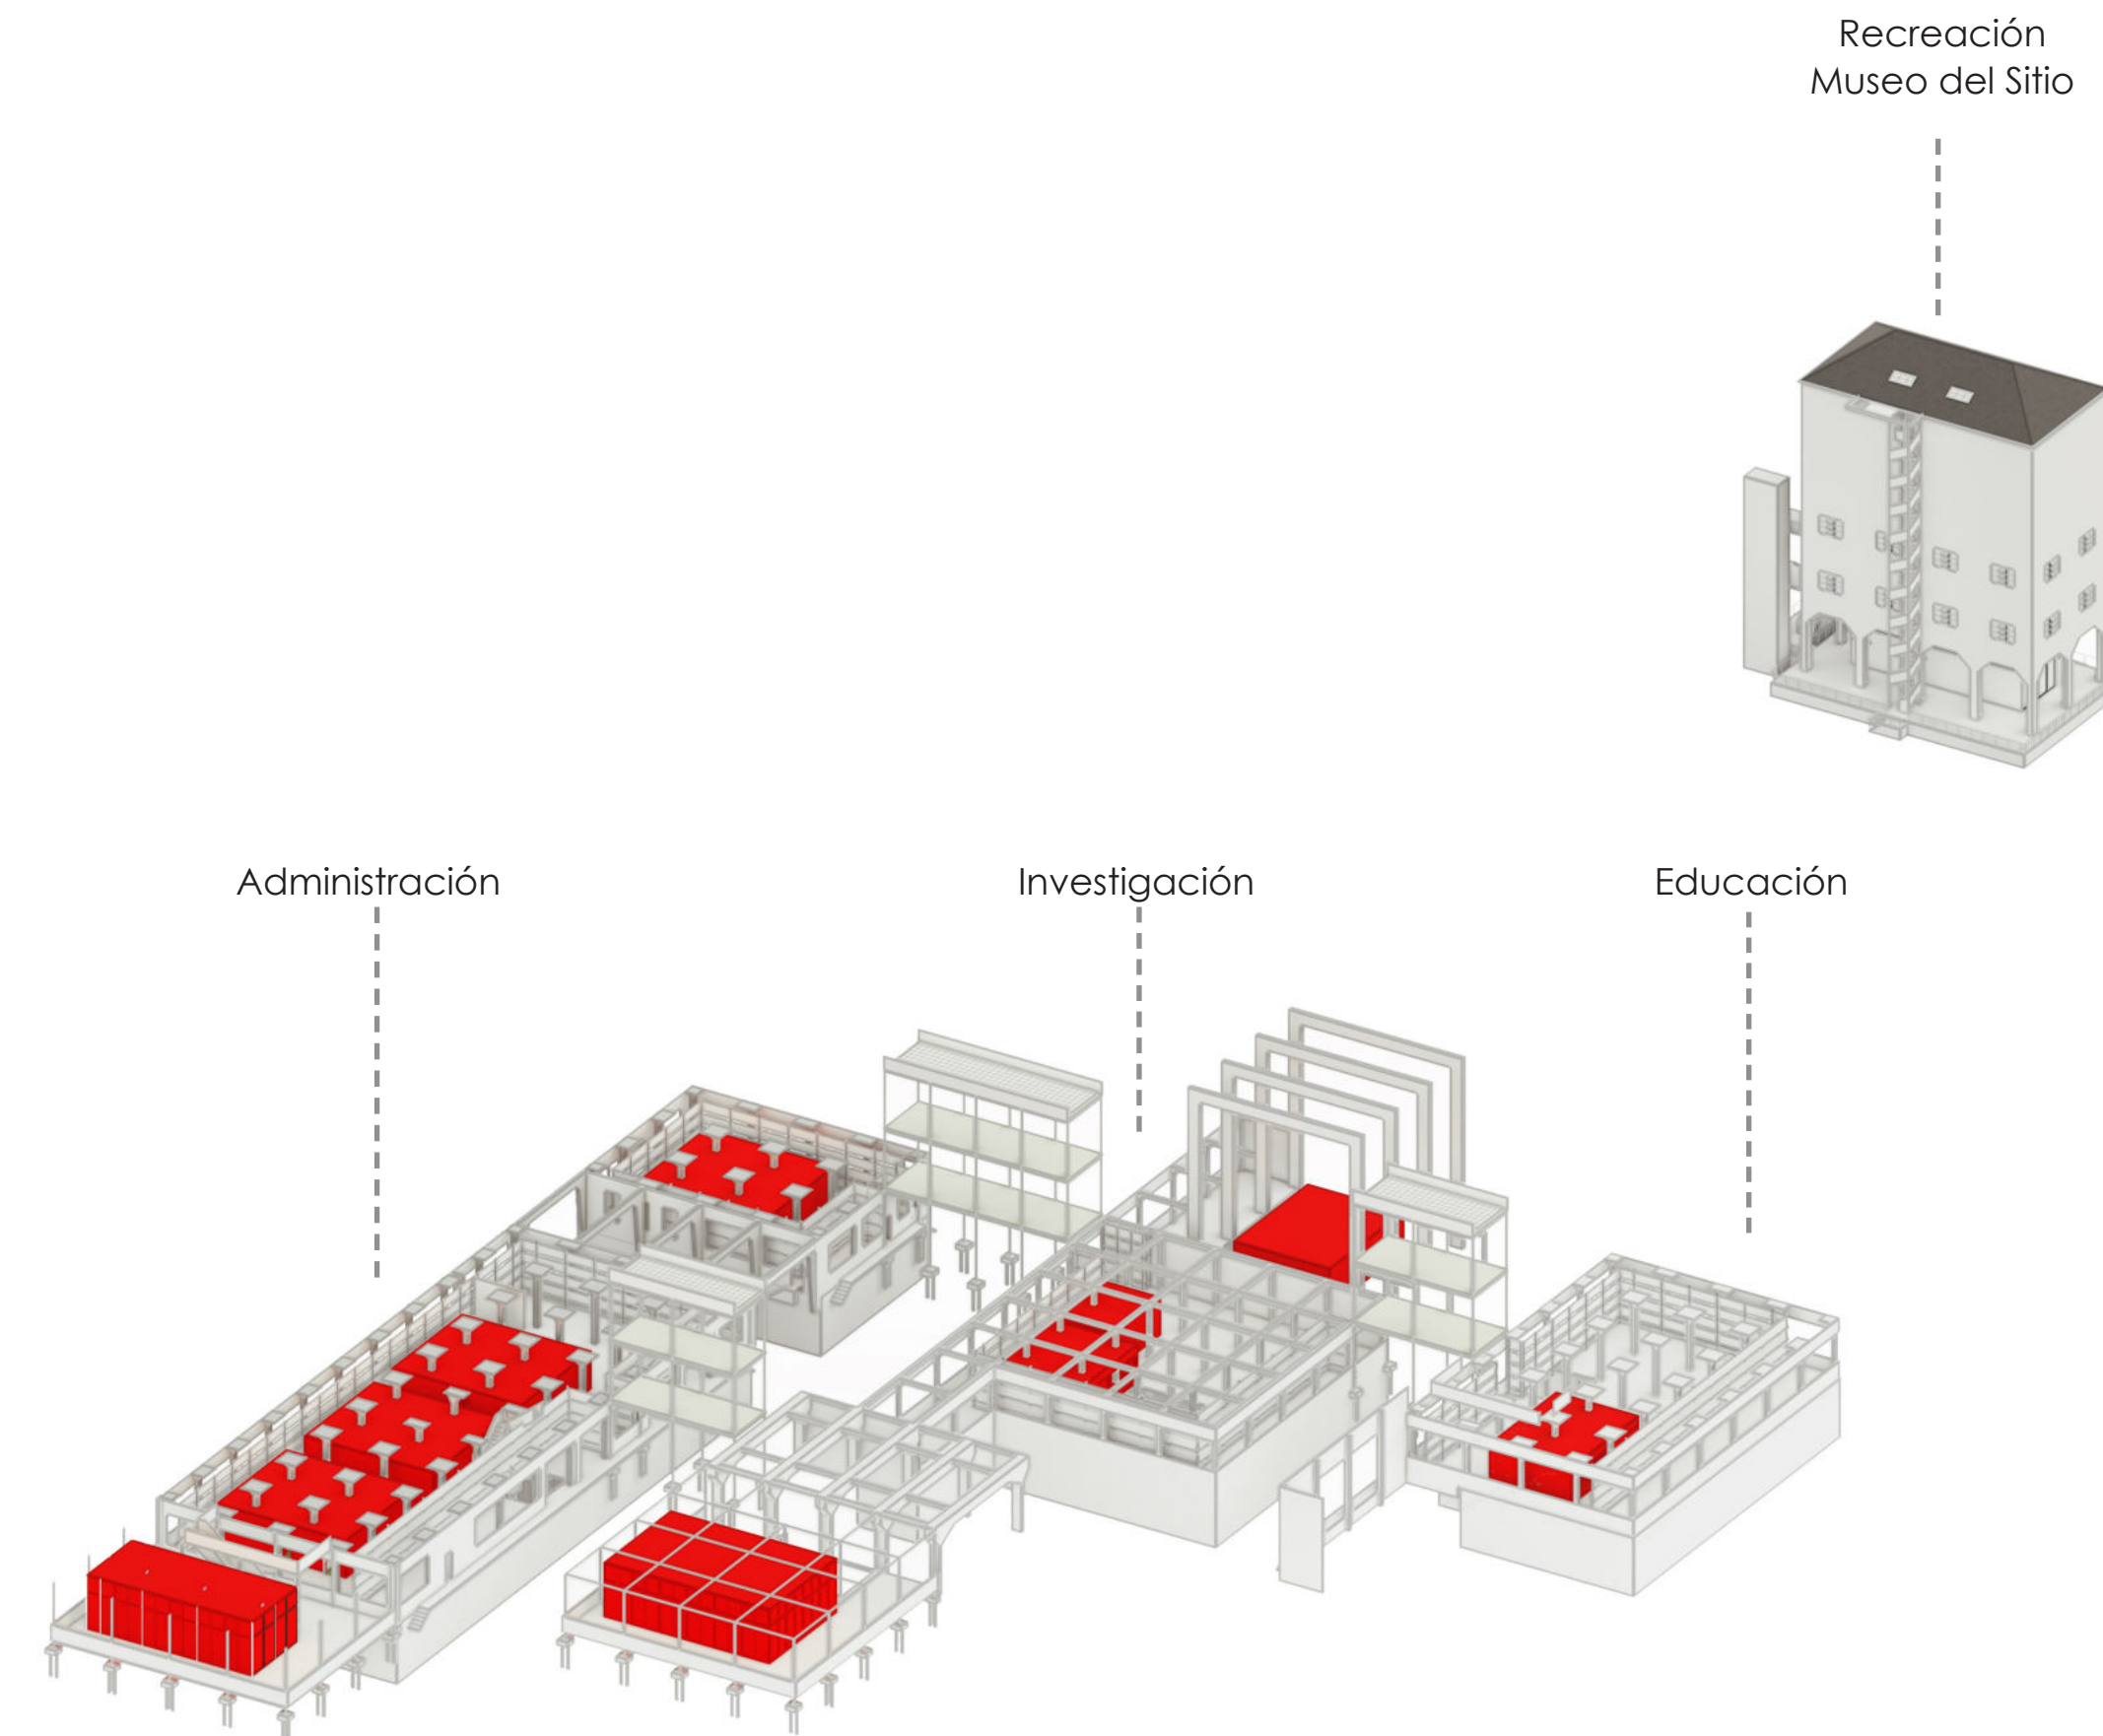 Recreación
Museo del Sitio
Administración
Investigación
Educación